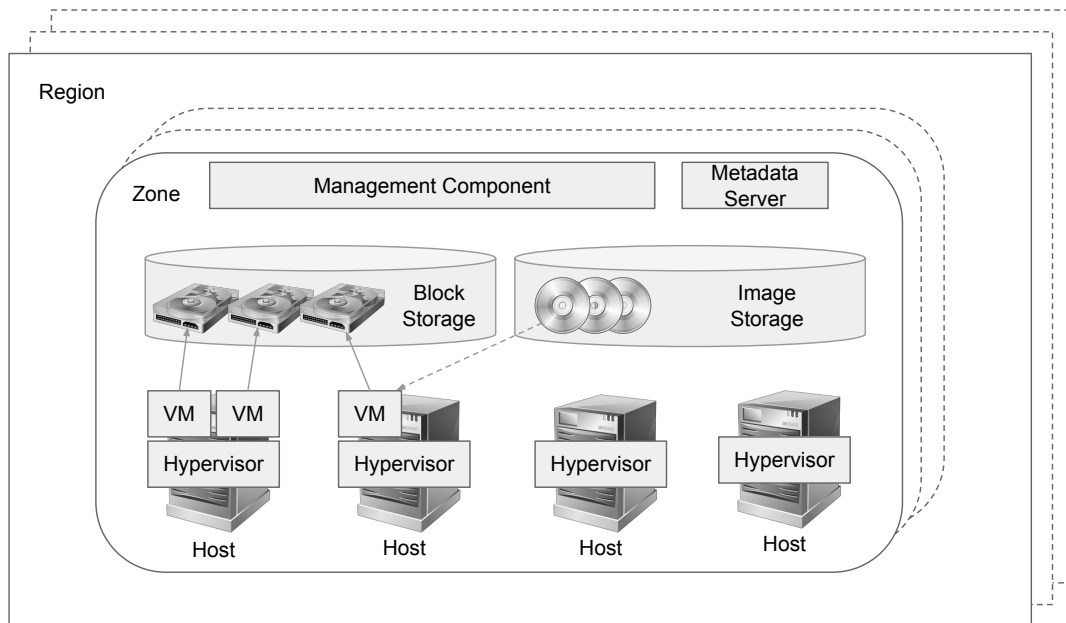 Region
Zone
Management Component
Metadata
Server
Block
Storage
Image
Storage
VM
VM
VM
Hypervisor
Hypervisor
Hypervisor
Hypervisor
Host
Host
Host
Host